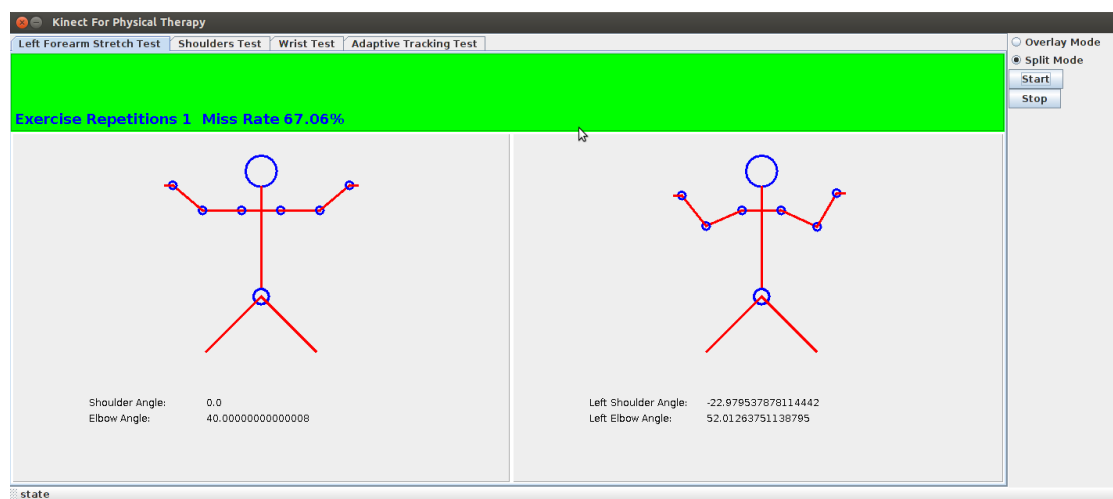 Kinect For Physical Therapy
Left Forearm Stretch Test Shoulders Test Wrist Test Adaptive Tracking Test
Overlay Mode
Split Mode
Start
Stop
Exercise Repetitions 1 Miss Rate 67.06%
Shoulder Angle: 0.0
Elbow Angle: 40.00000000000008
Left Shoulder Angle: -22.979537878114442
Left Elbow Angle: 52.01263751138795
state